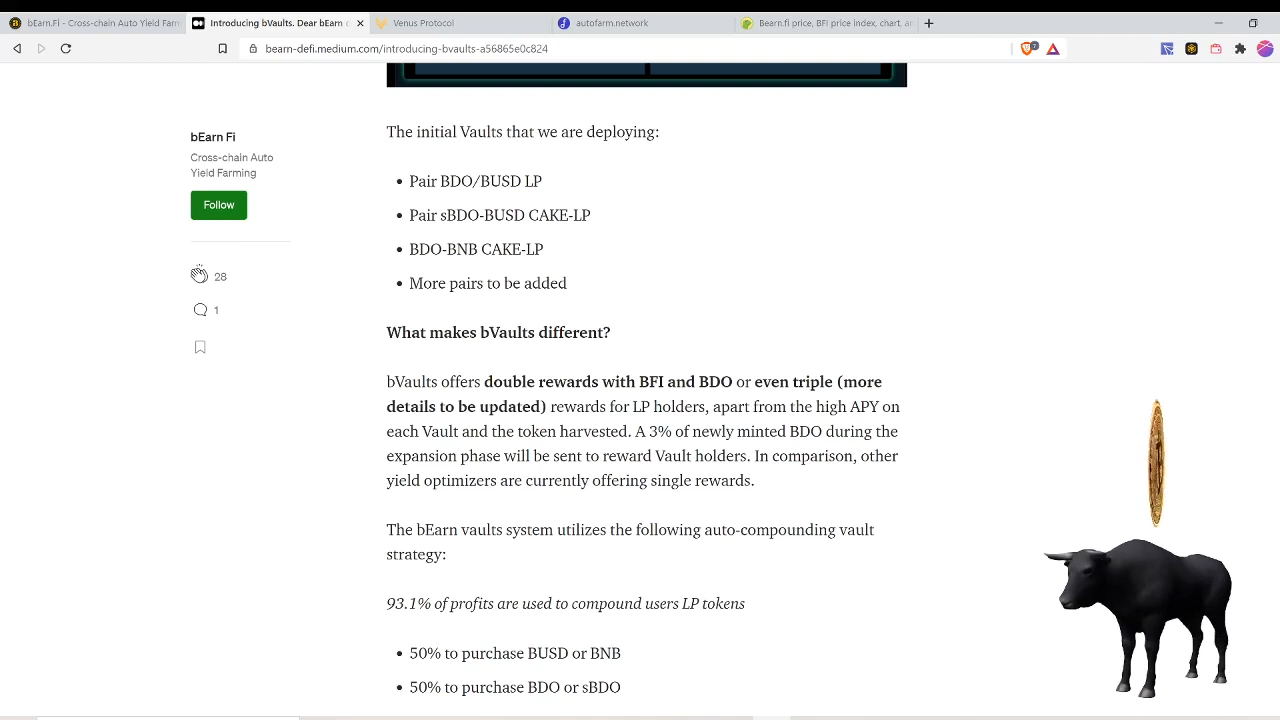 bEarn.Fi - Cross-chain Auto Yield Farm
Introducing bVaults. Dear bEarn c
Venus Protocol
autofarm.network
Bearn.fi price, BFI price index, chart, a
bearn-defi.medium.com/introducing-bvaults-a56865e0c824
The initial Vaults that we are deploying:
bEarn Fi
Cross-chain Auto
Yield Farming
Follow
28
1
• Pair BDO/BUSD LP
• Pair sBDO-BUSD CAKE-LP
• BDO-BNB CAKE-LP
• More pairs to be added
What makes bVaults different?
bVaults offers double rewards with BFI and BDO or even triple (more
details to be updated) rewards for LP holders, apart from the high APY on
each Vault and the token harvested. A 3% of newly minted BDO during the
expansion phase will be sent to reward Vault holders. In comparison, other
yield optimizers are currently offering single rewards.
The bEarn vaults system utilizes the following auto-compounding vault
strategy:
93.1% of profits are used to compound users LP tokens
• 50% to purchase BUSD or BNB
• 50% to purchase BDO or sBDO